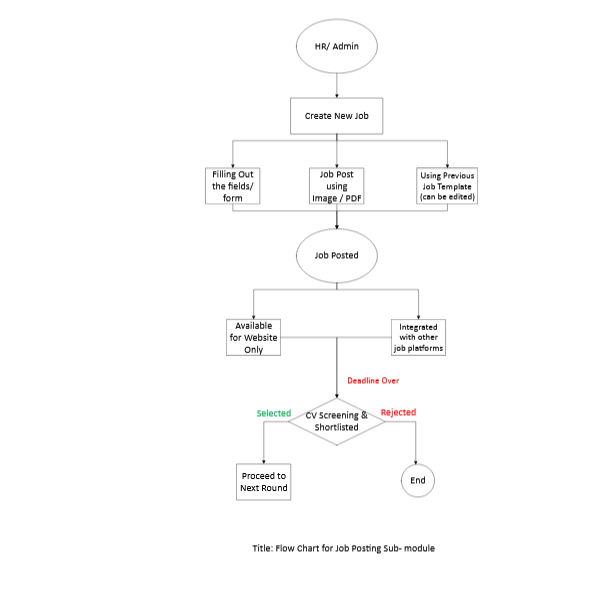 HR/ Admin
Create New Job
Filling Out
the fields/
form
Job Post
using
Image / PDF
Using Previous
Job Template
(can be edited)
Job Posted
Available
for Website
Only
Integrated
with other
job platforms
Deadline Over
Selected
CV Screening &
Shortlisted
Rejected
Proceed to
Next Round
End
Title: Flow Chart for Job Posting Sub- module